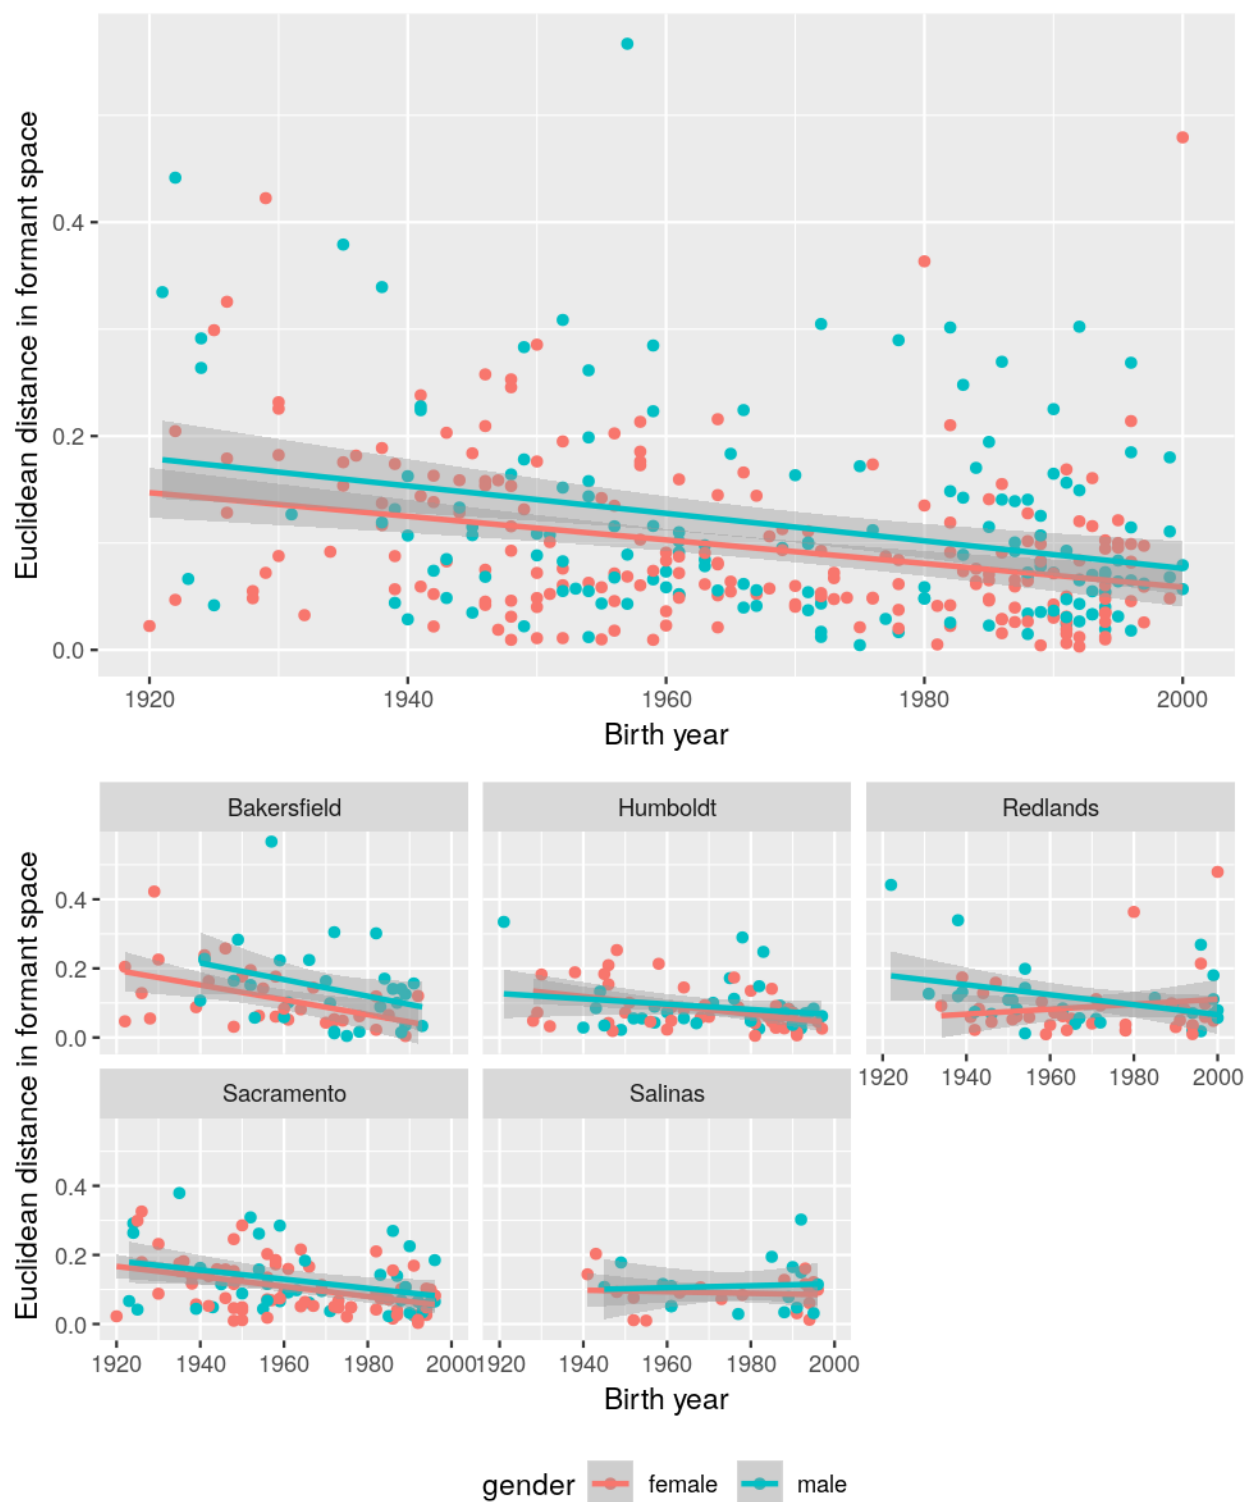 Euclidean distance in formant space
0.4
0.2
0.0
1920 1940 1960 1980 2000
Birth year
Bakersfield Humboldt Redlands
Euclidean distance in formant space
0.4
0.2
0.0
1920 1940 1960 1980 2000
Sacramento Salinas
0.4
0.2
0.0
1920 1940 1960 1980 2000 1920 1940 1960 1980 2000
Birth year
gender female male